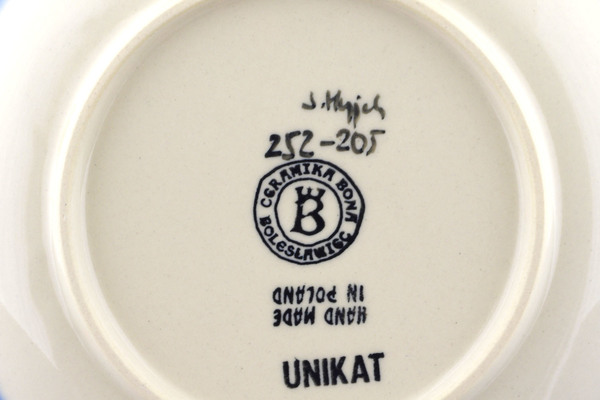 252-205
CERAMIKA BONA
B
BOLESŁAWIEC
HAND MADE
IN POLAND
UNIKAT